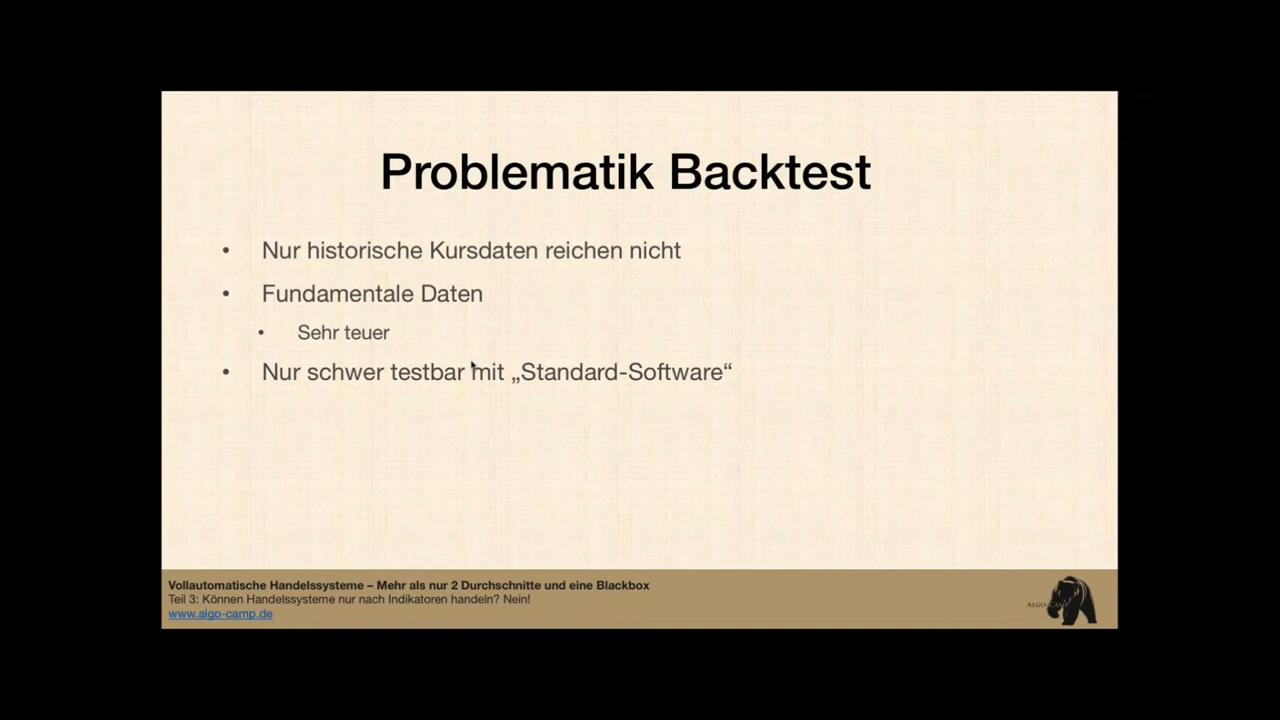 Problematik Backtest
• Nur historische Kursdaten reichen nicht
• Fundamentale Daten
• Sehr teuer
• Nur schwer testbar mit „Standard-Software“
Vollautomatische Handelssysteme – Mehr als nur 2 Durchschnitte und eine Blackbox
Teil 3: Können Handelssysteme nur nach Indikatoren handeln? Nein!
www.algo-camp.de
ALGO-CAMP